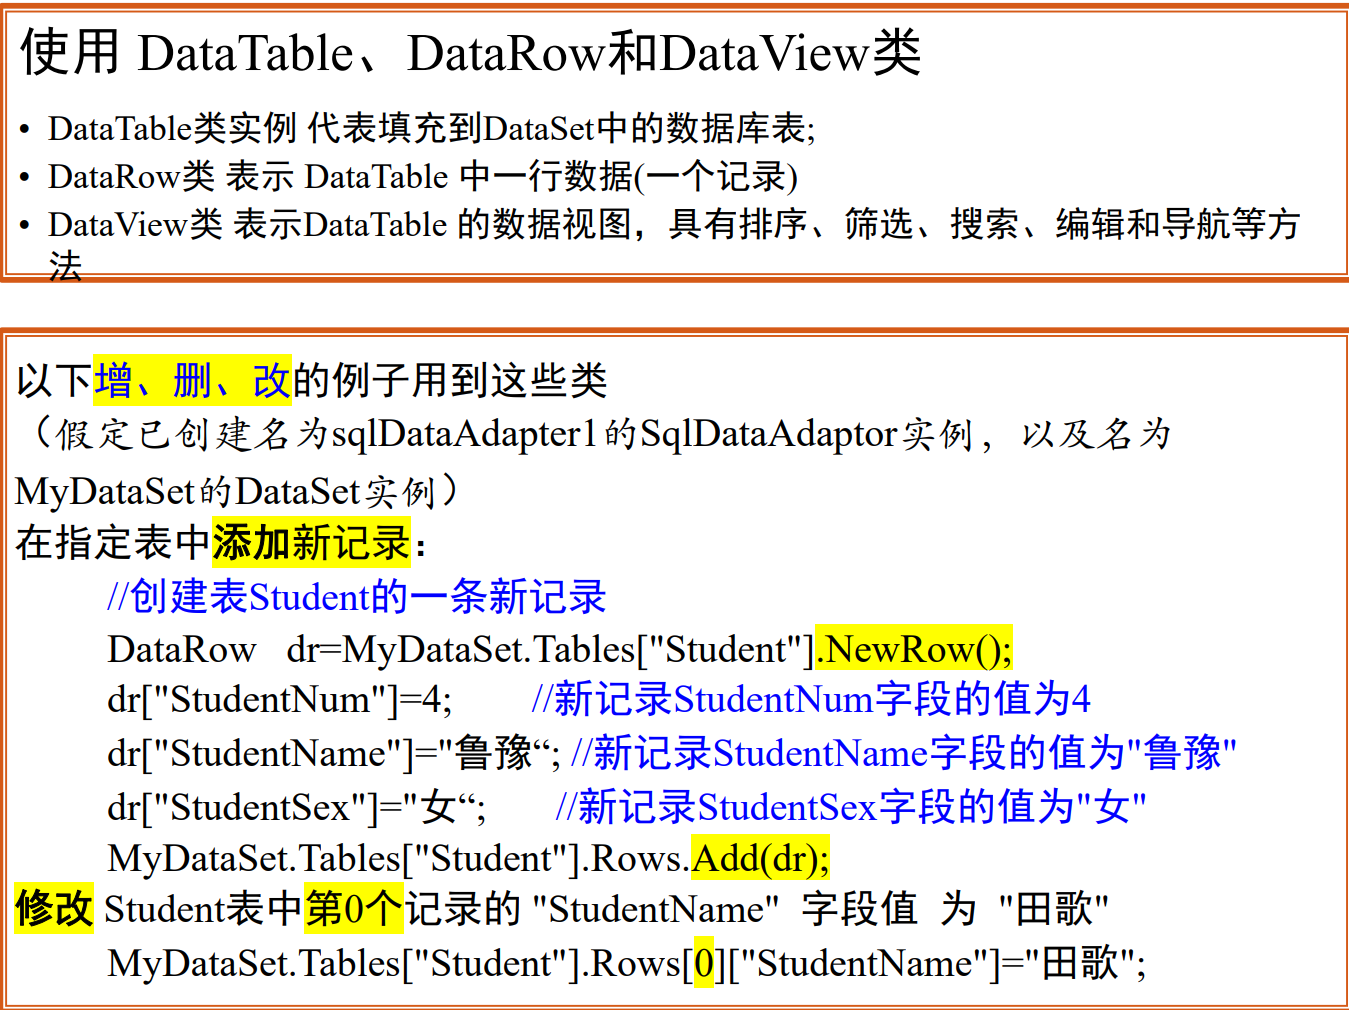 使用 DataTable、DataRow和DataView类
• DataTable类实例 代表填充到DataSet中的数据库表;
• DataRow类 表示 DataTable 中一行数据(一个记录)
• DataView类 表示DataTable 的数据视图，具有排序、筛选、搜索、编辑和导航等方
法
以下增、删、改的例子用到这些类
（假定已创建名为sqlDataAdapter1的SqlDataAdaptor实例，以及名为
MyDataSet的DataSet实例）
在指定表中添加新记录：
//创建表Student的一条新记录
DataRow dr=MyDataSet.Tables["Student"].NewRow();
dr["StudentNum"]=4; //新记录StudentNum字段的值为4
dr["StudentName"]="鲁豫“; //新记录StudentName字段的值为"鲁豫"
dr["StudentSex"]="女“; //新记录StudentSex字段的值为"女"
MyDataSet.Tables["Student"].Rows.Add(dr);
修改 Student表中第0个记录的 "StudentName" 字段值 为 "田歌"
MyDataSet.Tables["Student"].Rows[0]["StudentName"]="田歌";